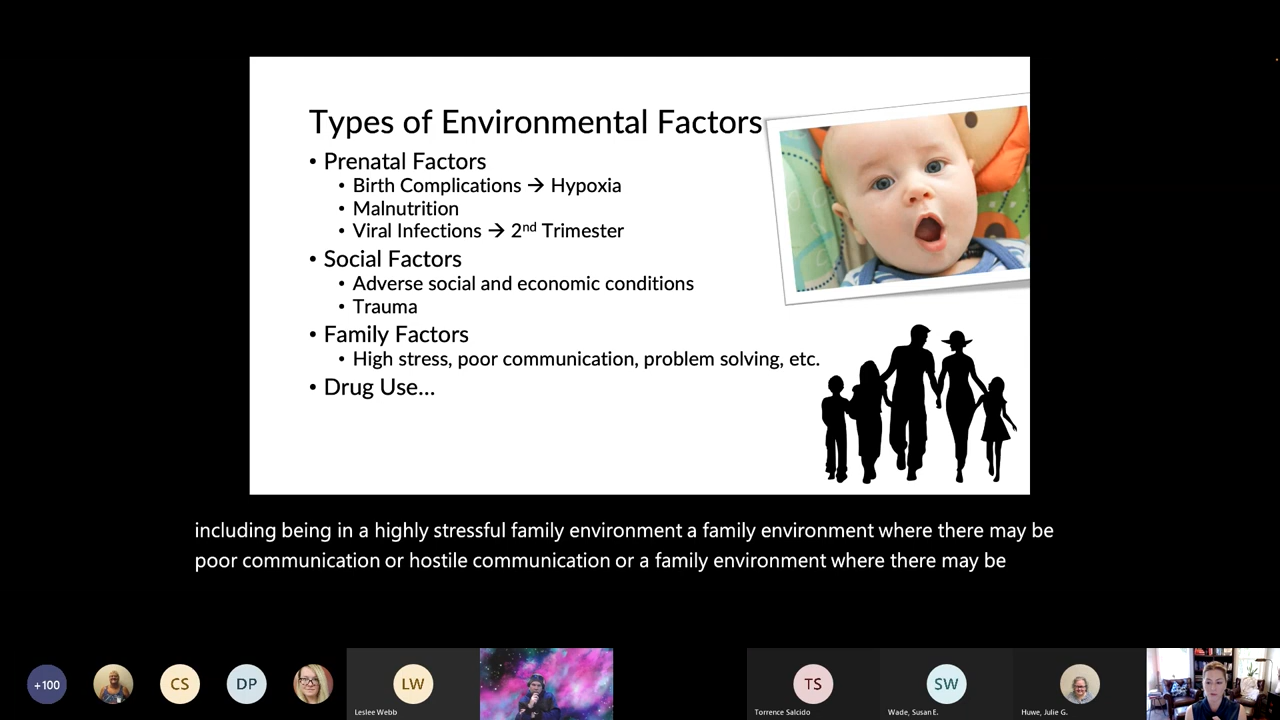 Types of Environmental Factors
• Prenatal Factors
• Birth Complications → Hypoxia
• Malnutrition
• Viral Infections → 2nd Trimester
• Social Factors
• Adverse social and economic conditions
• Trauma
• Family Factors
• High stress, poor communication, problem solving, etc.
• Drug Use...
including being in a highly stressful family environment a family environment where there may be
poor communication or hostile communication or a family environment where there may be
+100
CS
DP
LW
Leslee Webb
TS
Torrence Salcido
SW
Wade, Susan E.
Huwe, Julie G.